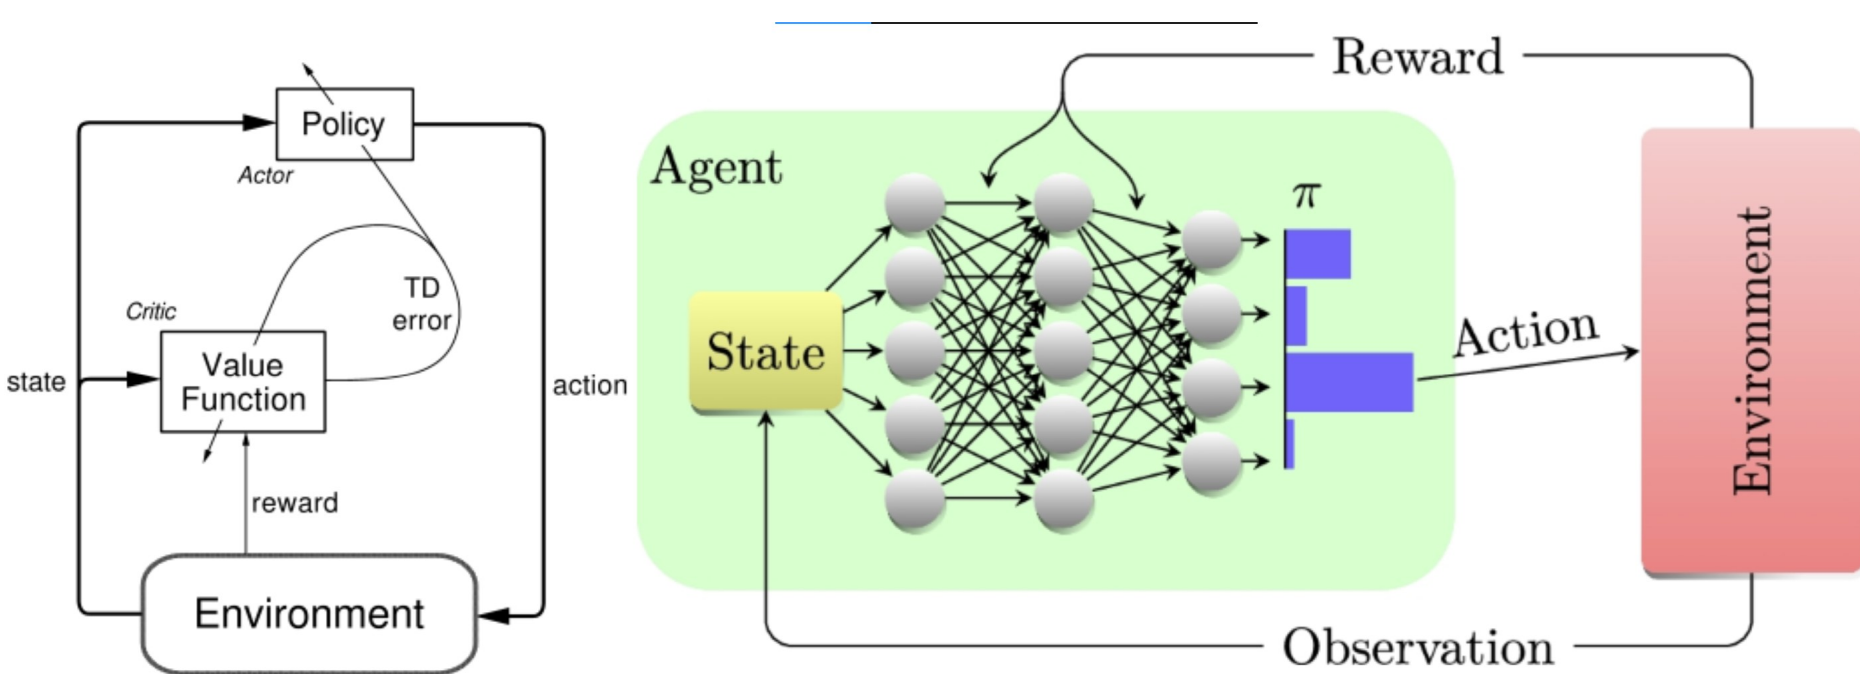 Policy
Actor
TD
error
Critic
Value
Function
state
action
reward
Environment
Reward
Agent
π
State
Action
Environment
Observation